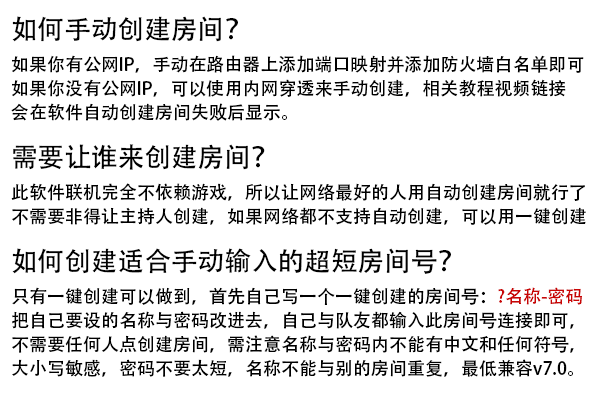 如何手动创建房间？
如果你有公网IP，手动在路由器上添加端口映射并添加防火墙白名单即可
如果你没有公网IP，可以使用内网穿透来手动创建，相关教程视频链接
会在软件自动创建房间失败后显示。
需要让谁来创建房间？
此软件联机完全不依赖游戏，所以让网络最好的人用自动创建房间就行了
不需要非得让主持人创建，如果网络都不支持自动创建，可以用一键创建
如何创建适合手动输入的超短房间号？
只有一键创建可以做到，首先自己写一个一键创建的房间号：?名称-密码
把自己要设的名称与密码改进去，自己与队友都输入此房间号连接即可，
不需要任何人点创建房间，需注意名称与密码内不能有中文和任何符号，
大小写敏感，密码不要太短，名称不能与别的房间重复，最低兼容v7.0。